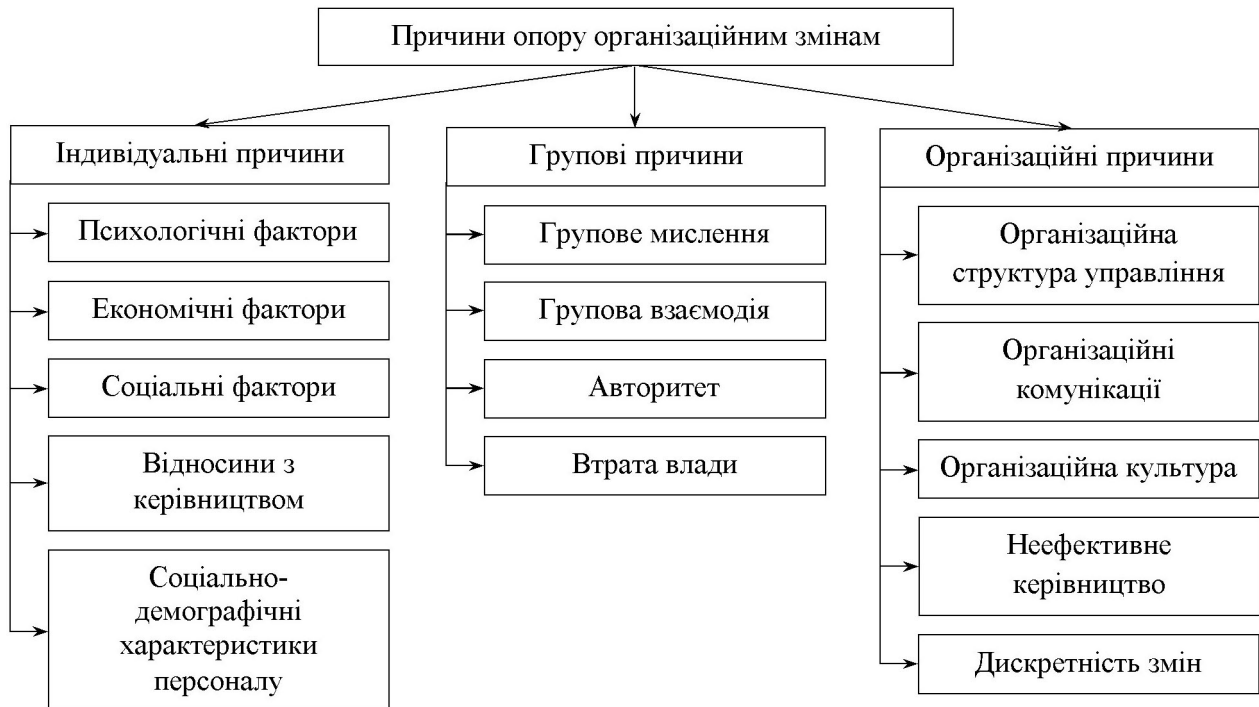 Причини опору організаційним змінам
Індивідуальні причини
Психологічні фактори
Економічні фактори
Соціальні фактори
Відносини з
керівництвом
Соціально-
демографічні
характеристики
персоналу
Групові причини
Групове мислення
Групова взаємодія
Авторитет
Втрата влади
Організаційні причини
Організаційна
структура управління
Організаційні
комунікації
Організаційна культура
Неефективне
керівництво
Дискретність змін